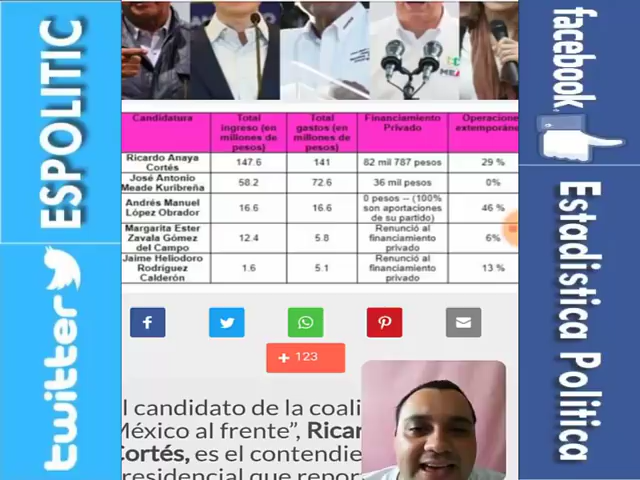 ESPOLITIC
twitter
facebook
Estadistica Politica
MEA
Candidatura Total ingreso (en millones de pesos) Total gastos (en millones de pesos) Financiamiento Privado Operacione extemporáne
Ricardo Anaya Cortés 147.6 141 82 mil 787 pesos 29 %
José Antonio Meade Kuribreña 58.2 72.6 36 mil pesos 0%
Andrés Manuel López Obrador 16.6 16.6 0 pesos -- (100% son aportaciones de su partido) 46 %
Margarita Ester Zavala Gómez del Campo 12.4 5.8 Renunció al financiamiento privado 6%
Jaime Heliodoro Rodríguez Calderón 1.6 5.1 Renunció al financiamiento privado 13 %
+ 123
l candidato de la coali
México al frente”, Ricar
Cortés, es el contendie
residencial que repor